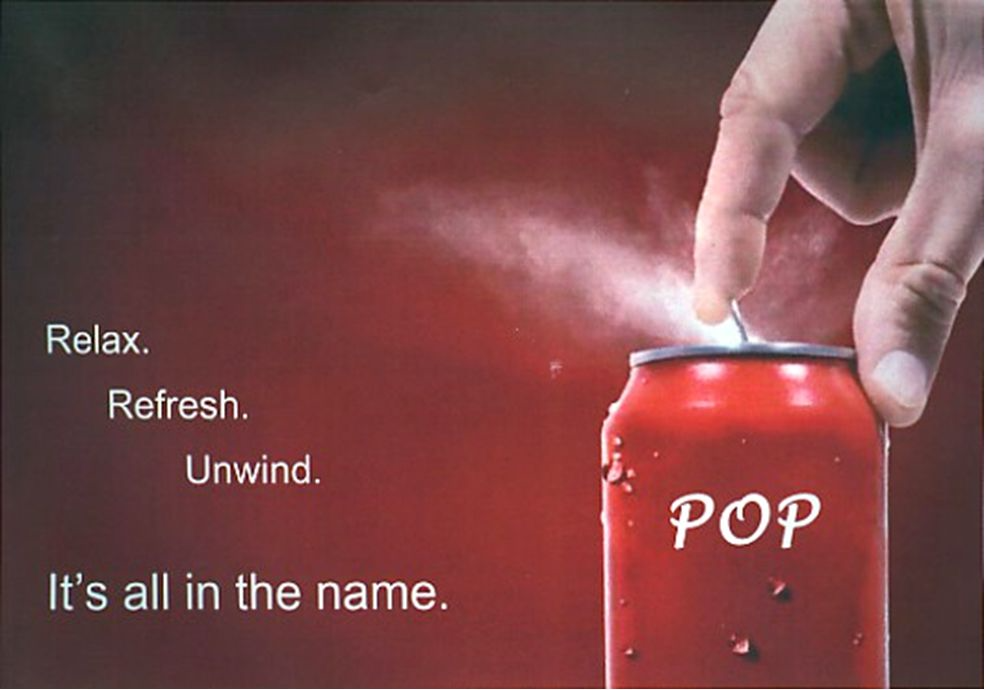 Relax.
Refresh.
Unwind.
It's all in the name.
POP